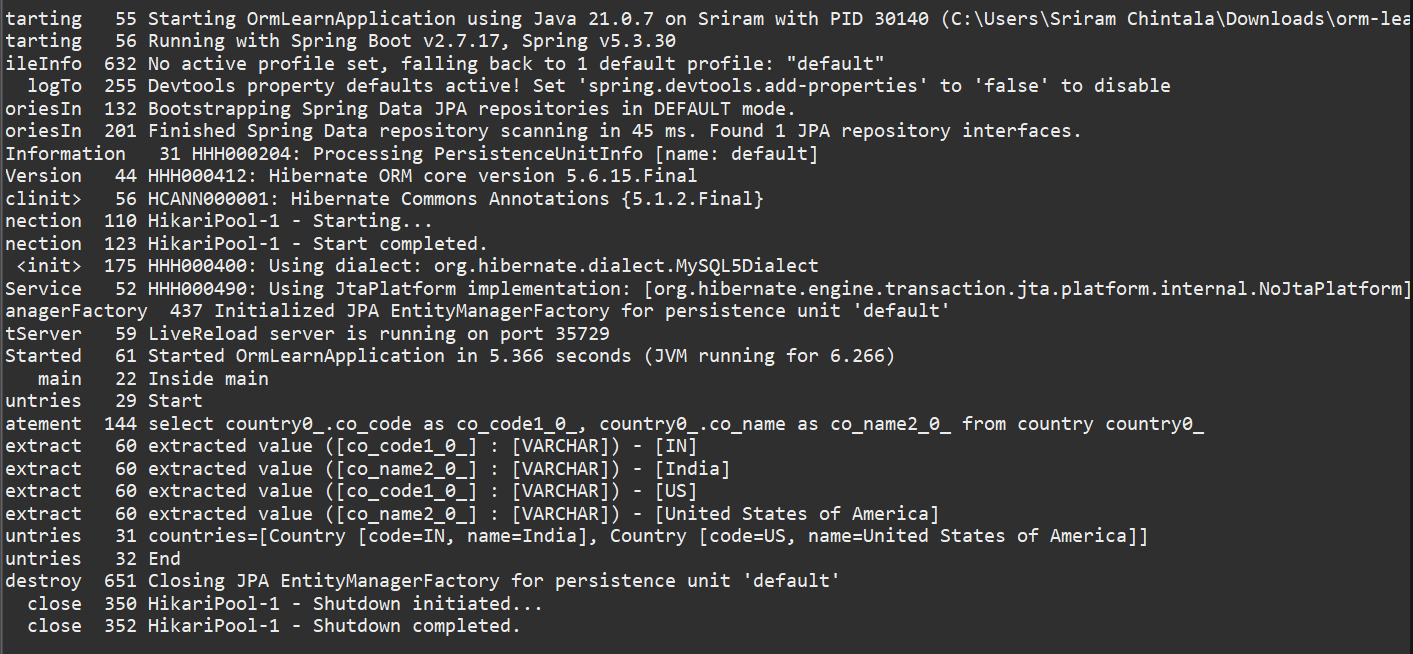 tarting 55 Starting OrmLearnApplication using Java 21.0.7 on Sriram with PID 30140 (C:\Users\Sriram Chintala\Downloads\orm-lea
tarting 56 Running with Spring Boot v2.7.17, Spring v5.3.30
ileInfo 632 No active profile set, falling back to 1 default profile: "default"
logTo 255 Devtools property defaults active! Set 'spring.devtools.add-properties' to 'false' to disable
oriesIn 132 Bootstrapping Spring Data JPA repositories in DEFAULT mode.
oriesIn 201 Finished Spring Data repository scanning in 45 ms. Found 1 JPA repository interfaces.
Information 31 HHH000204: Processing PersistenceUnitInfo [name: default]
Version 44 HHH000412: Hibernate ORM core version 5.6.15.Final
clinit> 56 HCANN000001: Hibernate Commons Annotations {5.1.2.Final}
nection 110 HikariPool-1 - Starting...
nection 123 HikariPool-1 - Start completed.
<init> 175 HHH000400: Using dialect: org.hibernate.dialect.MySQL5Dialect
Service 52 HHH000490: Using JtaPlatform implementation: [org.hibernate.engine.transaction.jta.platform.internal.NoJtaPlatform]
anagerFactory 437 Initialized JPA EntityManagerFactory for persistence unit 'default'
tServer 59 LiveReload server is running on port 35729
Started 61 Started OrmLearnApplication in 5.366 seconds (JVM running for 6.266)
main 22 Inside main
untries 29 Start
atement 144 select country0_.co_code as co_code1_0_, country0_.co_name as co_name2_0_ from country country0_
extract 60 extracted value ([co_code1_0_] : [VARCHAR]) - [IN]
extract 60 extracted value ([co_name2_0_] : [VARCHAR]) - [India]
extract 60 extracted value ([co_code1_0_] : [VARCHAR]) - [US]
extract 60 extracted value ([co_name2_0_] : [VARCHAR]) - [United States of America]
untries 31 countries=[Country [code=IN, name=India], Country [code=US, name=United States of America]]
untries 32 End
destroy 651 Closing JPA EntityManagerFactory for persistence unit 'default'
close 350 HikariPool-1 - Shutdown initiated...
close 352 HikariPool-1 - Shutdown completed.